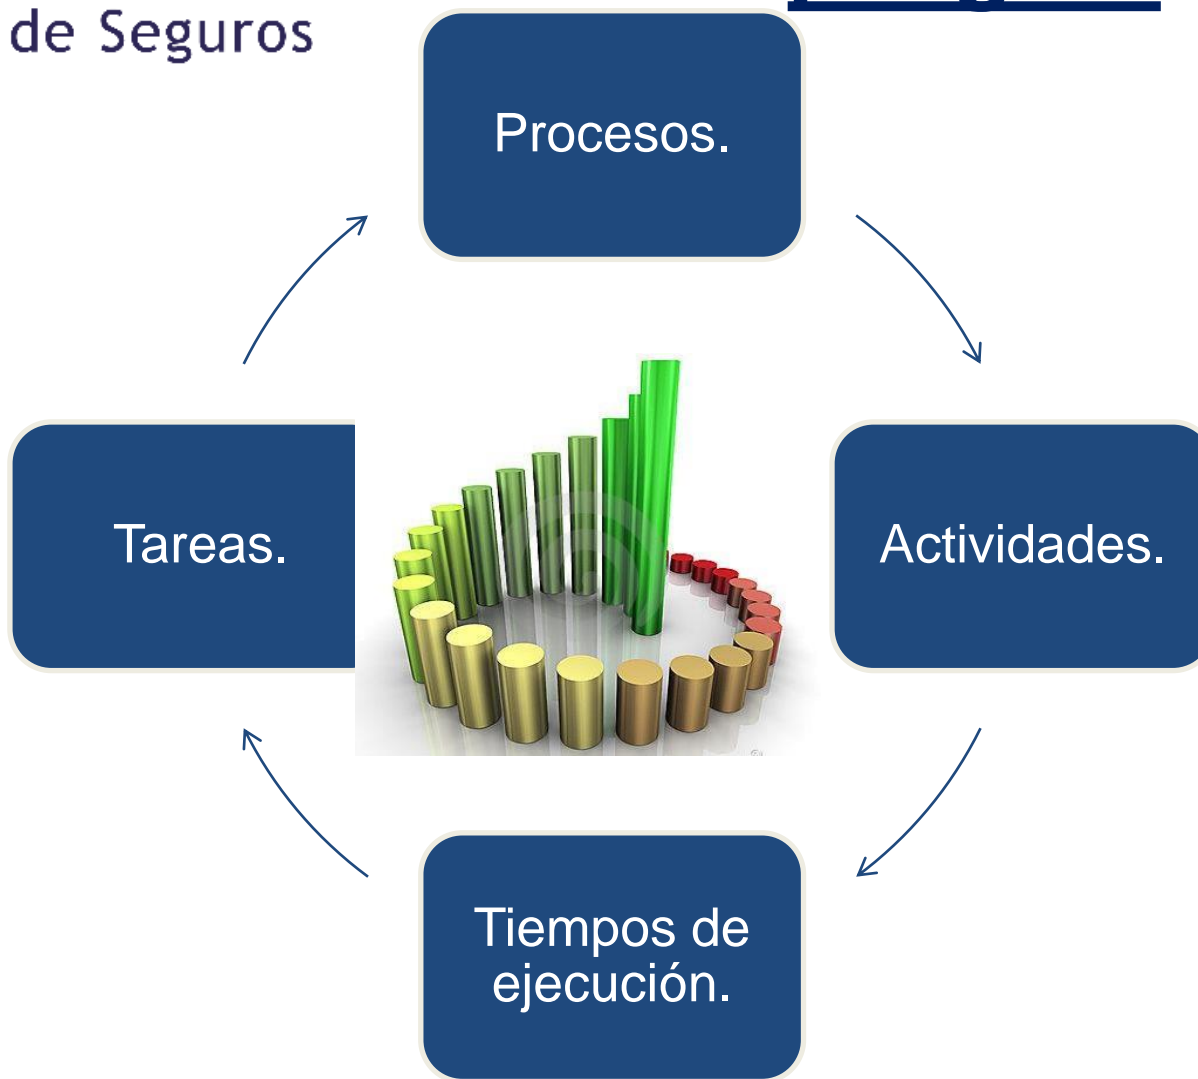 de Seguros
Procesos.
Tareas.
Actividades.
Tiempos de
ejecución.